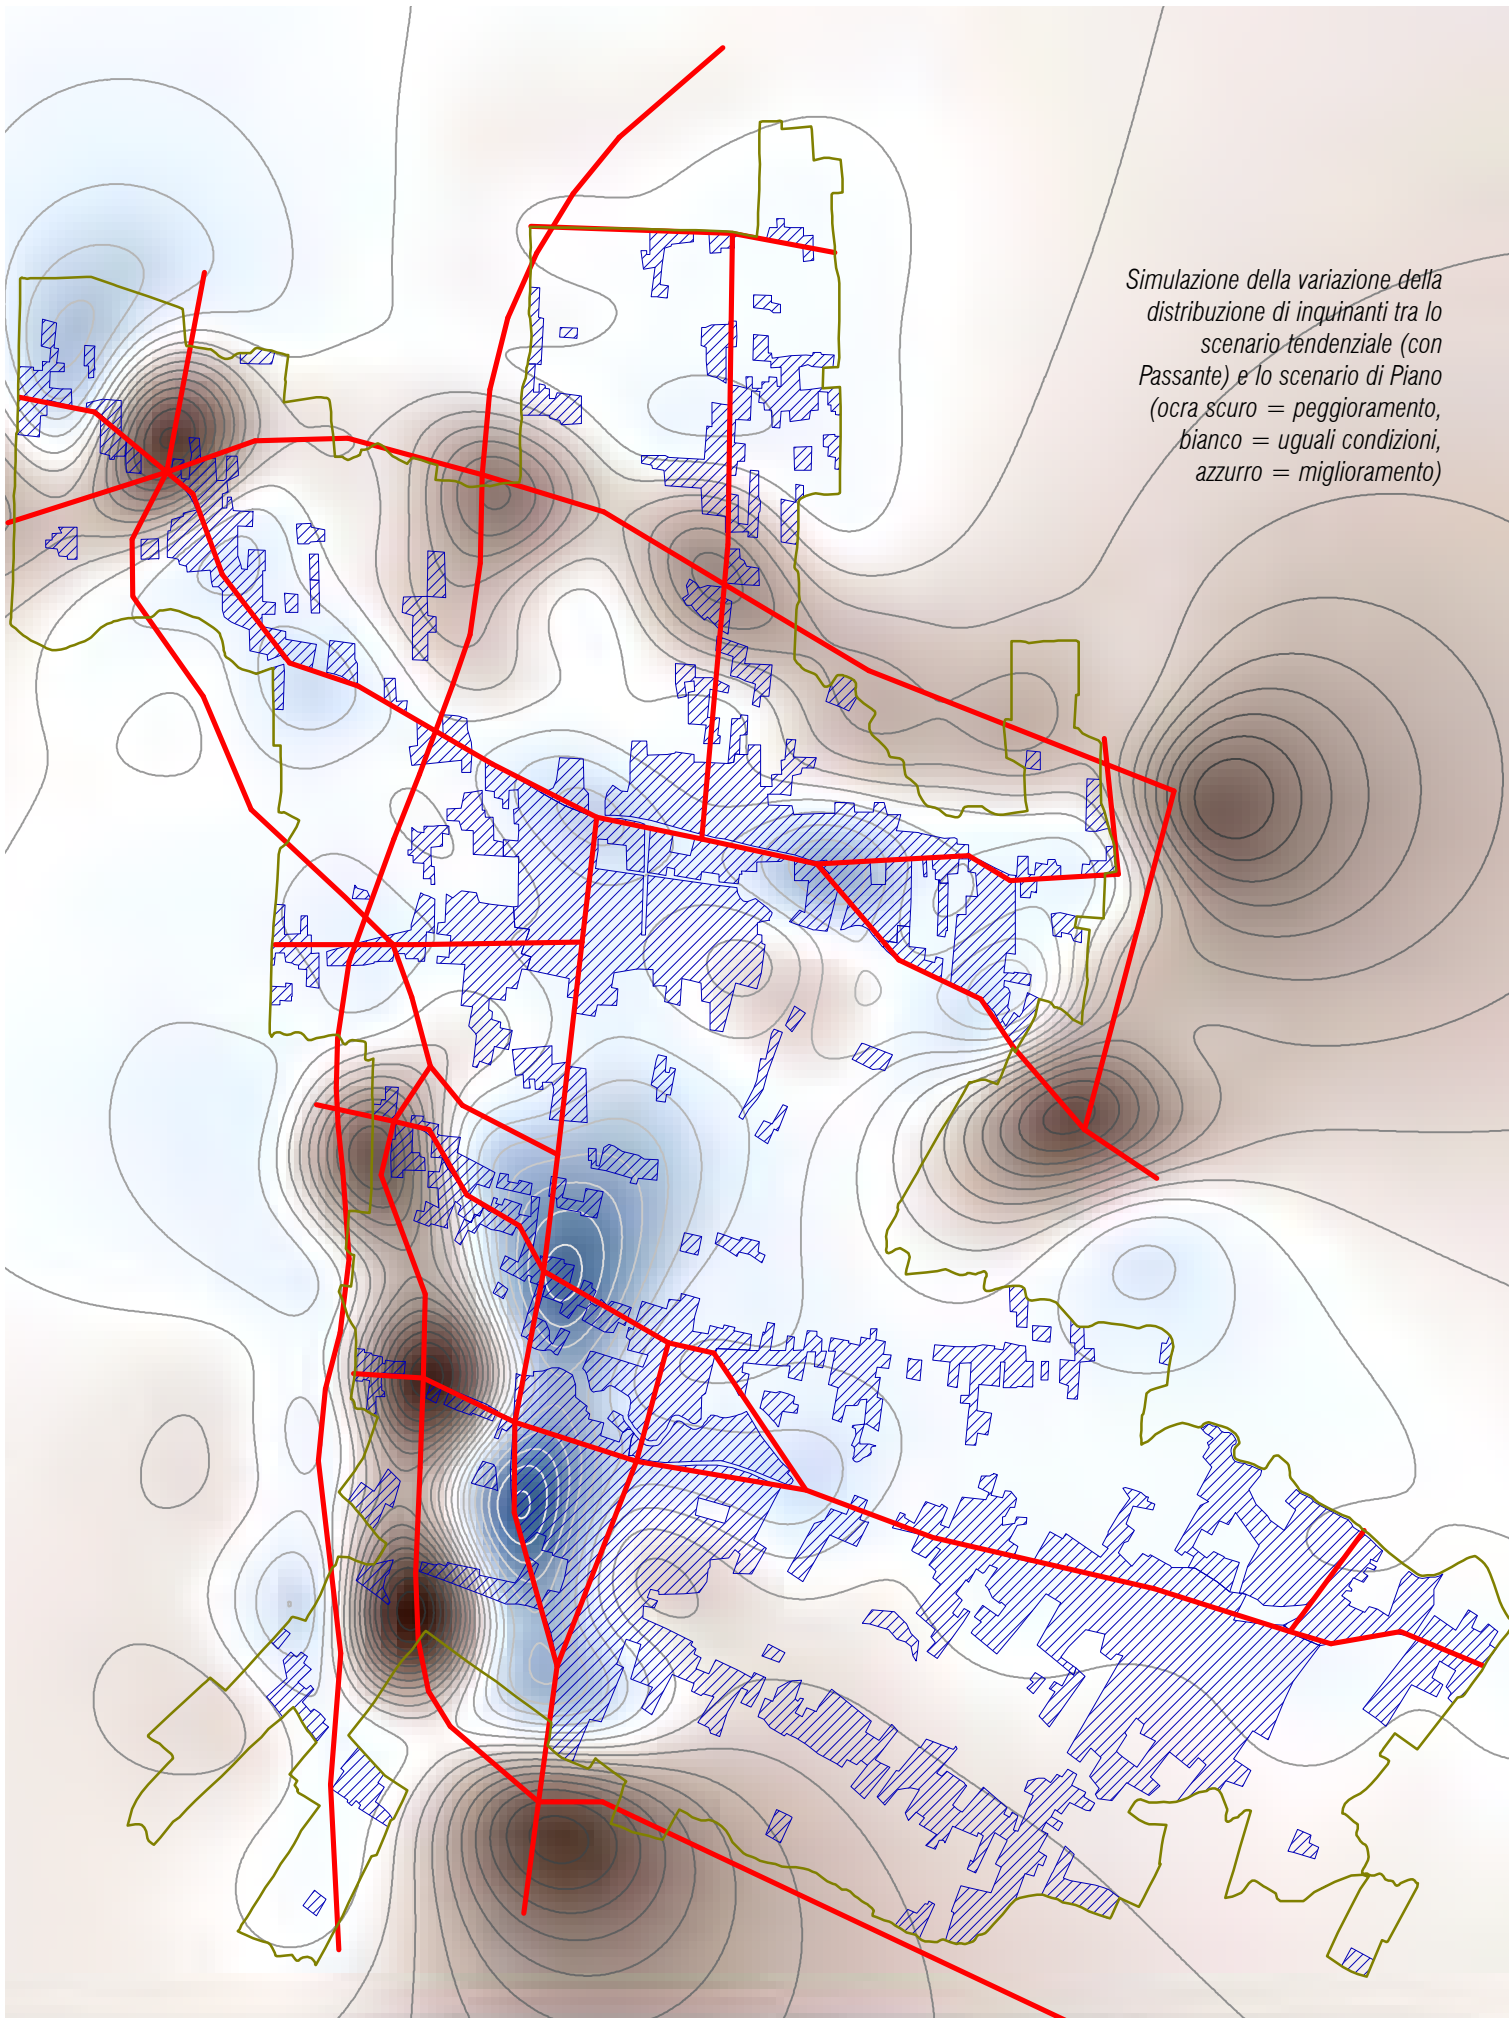 Simulazione della variazione della
distribuzione di inquinanti tra lo
scenario tendenziale (con
Passante) e lo scenario di Piano
(ocra scuro = peggioramento,
bianco = uguali condizioni,
azzurro = miglioramento)